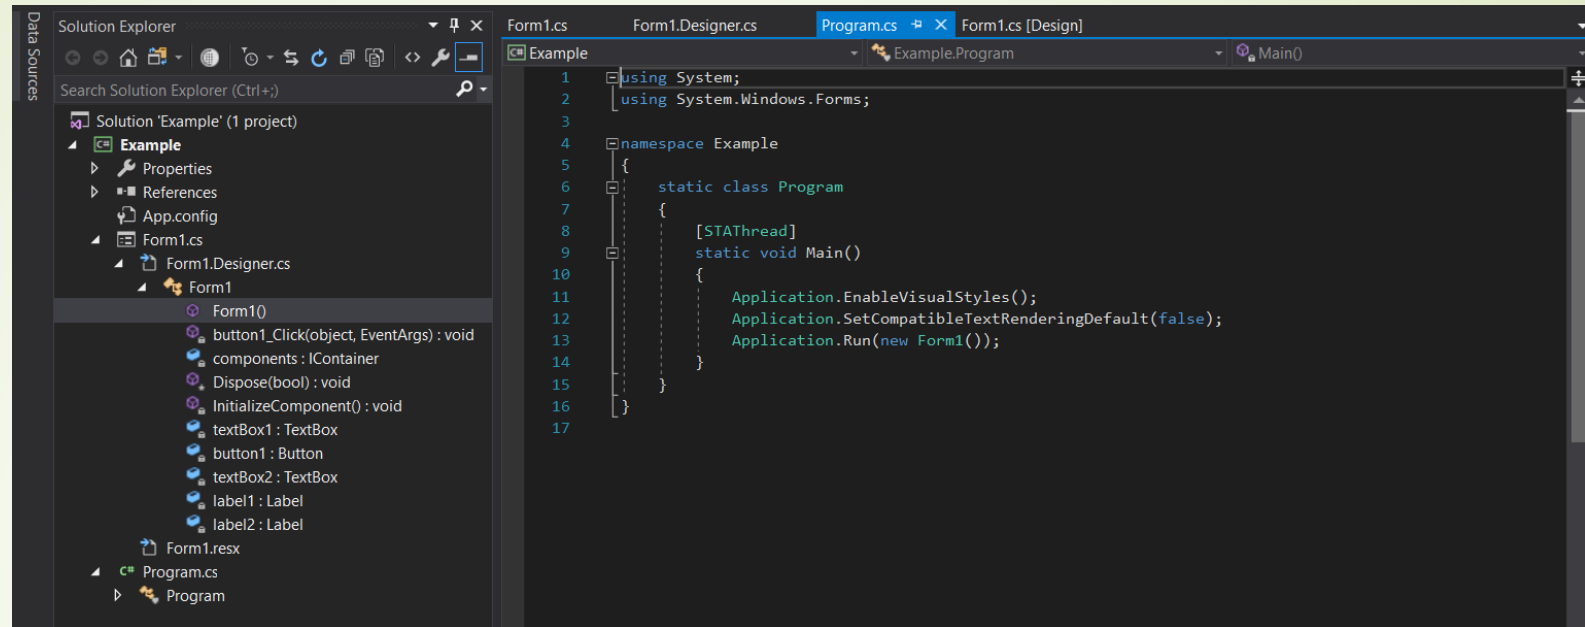 Data Sources
Solution Explorer
Search Solution Explorer (Ctrl+;)
Solution 'Example' (1 project)
C# Example
Properties
References
App.config
Form1.cs
Form1.Designer.cs
Form1
Form1()
button1_Click(object, EventArgs) : void
components : IContainer
Dispose(bool) : void
InitializeComponent() : void
textBox1 : TextBox
button1 : Button
textBox2 : TextBox
label1 : Label
label2 : Label
Form1.resx
C# Program.cs
Program
Form1.cs Form1.Designer.cs Program.cs Form1.cs [Design]
C# Example Example.Program Main()
1 using System;
2 using System.Windows.Forms;
3
4 namespace Example
5 {
6 static class Program
7 {
8 [STAThread]
9 static void Main()
10 {
11 Application.EnableVisualStyles();
12 Application.SetCompatibleTextRenderingDefault(false);
13 Application.Run(new Form1());
14 }
15 }
16 }
17